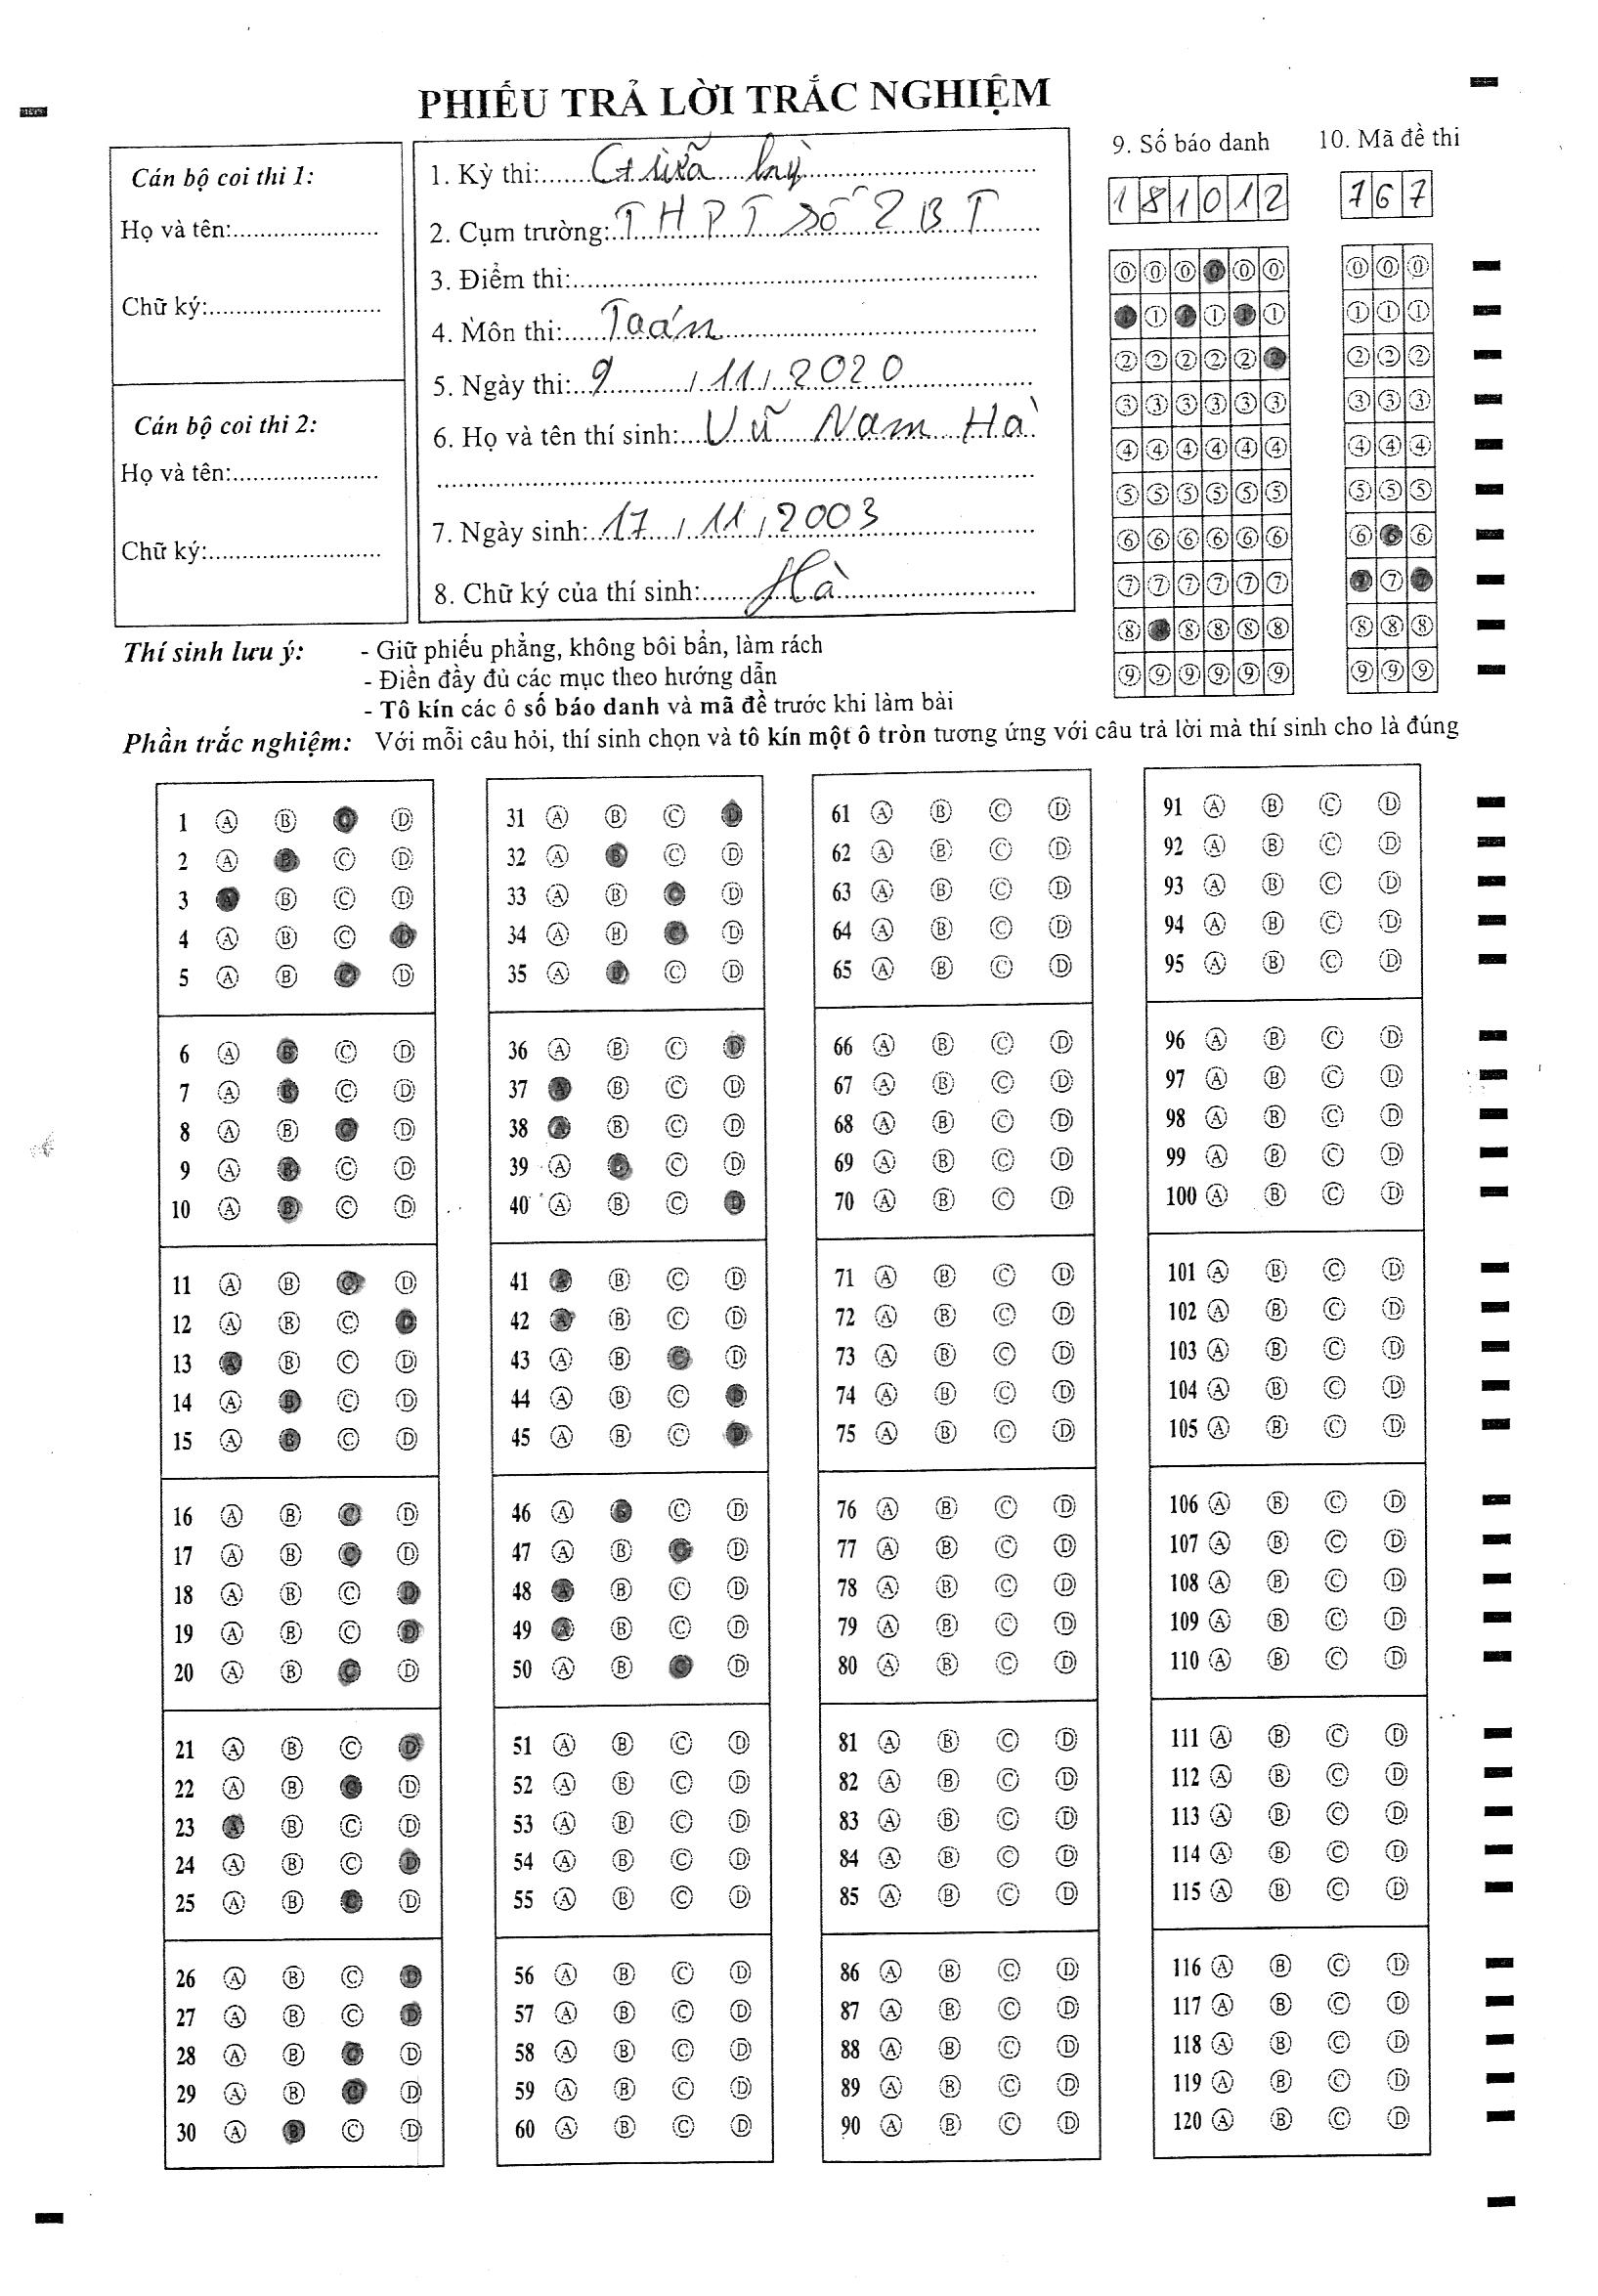 PHIẾU TRẢ LỜI TRẮC NGHIỆM
Cán bộ coi thi 1:
Họ và tên:
Chữ ký:
Cán bộ coi thi 2:
Họ và tên:
Chữ ký:
1. Kỳ thi: Giữa kỳ
2. Cụm trường: THPT số 2 BT
3. Điểm thi:
4. Môn thi: Toán
5. Ngày thi: 9 / 11 / 2020
6. Họ và tên thí sinh: Vũ Nam Hà
7. Ngày sinh: 17 / 11 / 2003
8. Chữ ký của thí sinh: Hà
9. Số báo danh
181012
10. Mã đề thi
767
0 0 0 0 0 0 0 0 0
1 1 1 1 1 1 1 1 1
2 2 2 2 2 2 2 2 2
3 3 3 3 3 3 3 3 3
4 4 4 4 4 4 4 4 4
5 5 5 5 5 5 5 5 5
6 6 6 6 6 6 6 6 6
7 7 7 7 7 7 7 7 7
8 8 8 8 8 8 8 8 8
9 9 9 9 9 9 9 9 9
Thí sinh lưu ý: - Giữ phiếu phẳng, không bôi bẩn, làm rách
- Điền đầy đủ các mục theo hướng dẫn
- Tô kín các ô số báo danh và mã đề trước khi làm bài
Phần trắc nghiệm: Với mỗi câu hỏi, thí sinh chọn và tô kín một ô tròn tương ứng với câu trả lời mà thí sinh cho là đúng
1 A B C D
2 A B C D
3 A B C D
4 A B C D
5 A B C D
6 A B C D
7 A B C D
8 A B C D
9 A B C D
10 A B C D
11 A B C D
12 A B C D
13 A B C D
14 A B C D
15 A B C D
16 A B C D
17 A B C D
18 A B C D
19 A B C D
20 A B C D
21 A B C D
22 A B C D
23 A B C D
24 A B C D
25 A B C D
26 A B C D
27 A B C D
28 A B C D
29 A B C D
30 A B C D
31 A B C D
32 A B C D
33 A B C D
34 A B C D
35 A B C D
36 A B C D
37 A B C D
38 A B C D
39 A B C D
40 A B C D
41 A B C D
42 A B C D
43 A B C D
44 A B C D
45 A B C D
46 A B C D
47 A B C D
48 A B C D
49 A B C D
50 A B C D
51 A B C D
52 A B C D
53 A B C D
54 A B C D
55 A B C D
56 A B C D
57 A B C D
58 A B C D
59 A B C D
60 A B C D
61 A B C D
62 A B C D
63 A B C D
64 A B C D
65 A B C D
66 A B C D
67 A B C D
68 A B C D
69 A B C D
70 A B C D
71 A B C D
72 A B C D
73 A B C D
74 A B C D
75 A B C D
76 A B C D
77 A B C D
78 A B C D
79 A B C D
80 A B C D
81 A B C D
82 A B C D
83 A B C D
84 A B C D
85 A B C D
86 A B C D
87 A B C D
88 A B C D
89 A B C D
90 A B C D
91 A B C D
92 A B C D
93 A B C D
94 A B C D
95 A B C D
96 A B C D
97 A B C D
98 A B C D
99 A B C D
100 A B C D
101 A B C D
102 A B C D
103 A B C D
104 A B C D
105 A B C D
106 A B C D
107 A B C D
108 A B C D
109 A B C D
110 A B C D
111 A B C D
112 A B C D
113 A B C D
114 A B C D
115 A B C D
116 A B C D
117 A B C D
118 A B C D
119 A B C D
120 A B C D